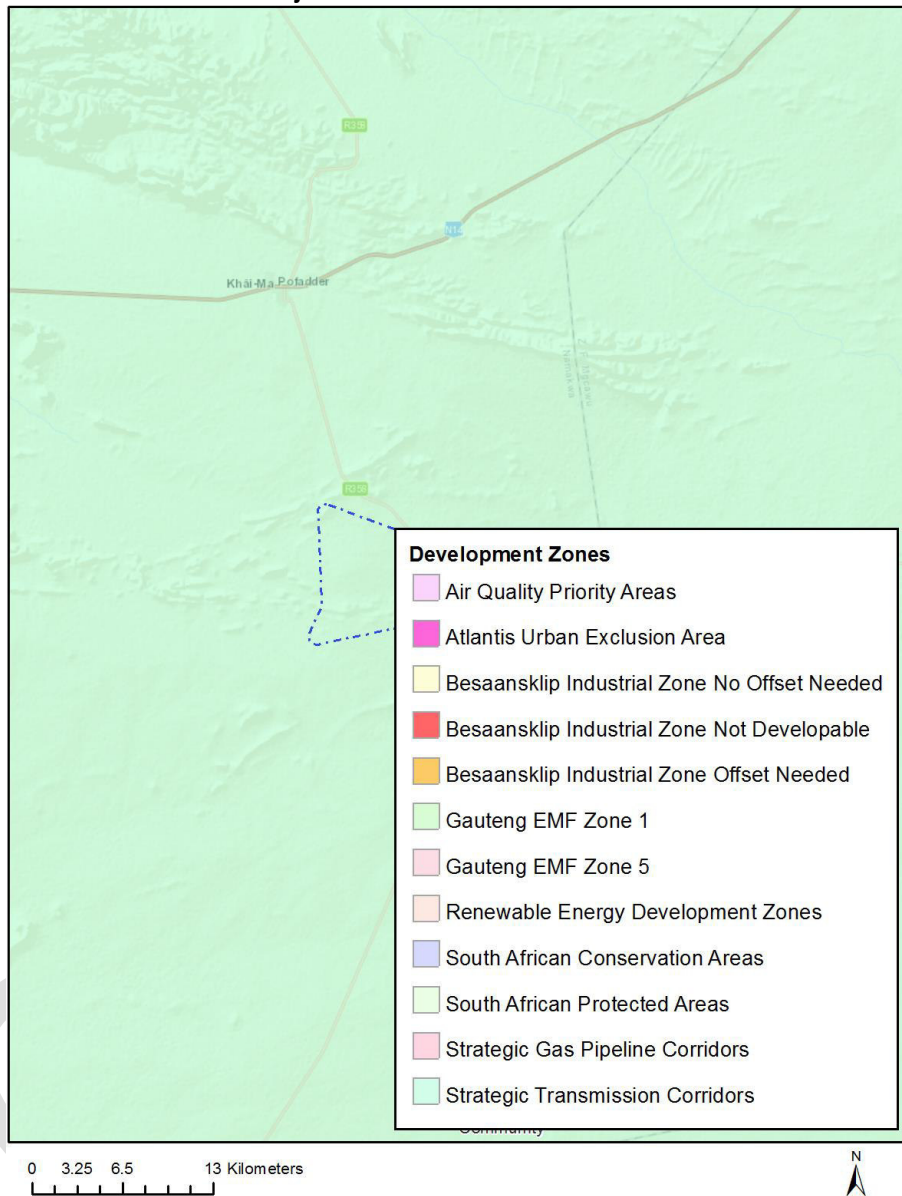 R358
N14
Khâi-Ma Pofadder
Namakwa
R358
Development Zones
Air Quality Priority Areas
Atlantis Urban Exclusion Area
Besaansklip Industrial Zone No Offset Needed
Besaansklip Industrial Zone Not Developable
Besaansklip Industrial Zone Offset Needed
Gauteng EMF Zone 1
Gauteng EMF Zone 5
Renewable Energy Development Zones
South African Conservation Areas
South African Protected Areas
Strategic Gas Pipeline Corridors
Strategic Transmission Corridors
0 3.25 6.5 13 Kilometers
N